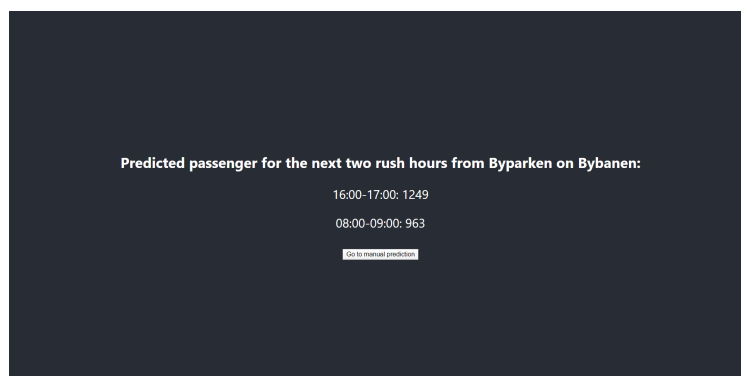 Predicted passenger for the next two rush hours from Byparken on Bybanen:
16:00-17:00: 1249
08:00-09:00: 963
Go to manual prediction